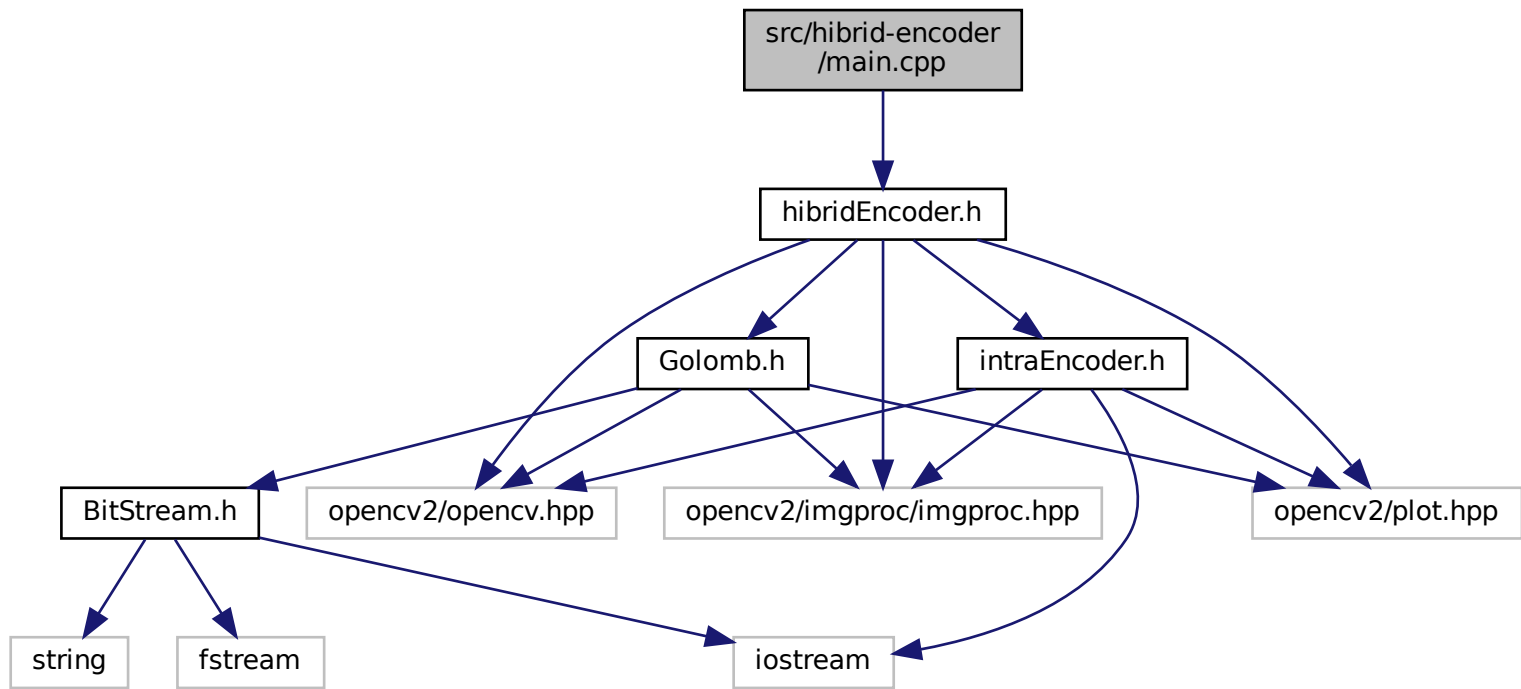 src/hibrid-encoder
/main.cpp
hibridEncoder.h
Golomb.h
intraEncoder.h
BitStream.h
opencv2/opencv.hpp
opencv2/imgproc/imgproc.hpp
opencv2/plot.hpp
string
fstream
iostream